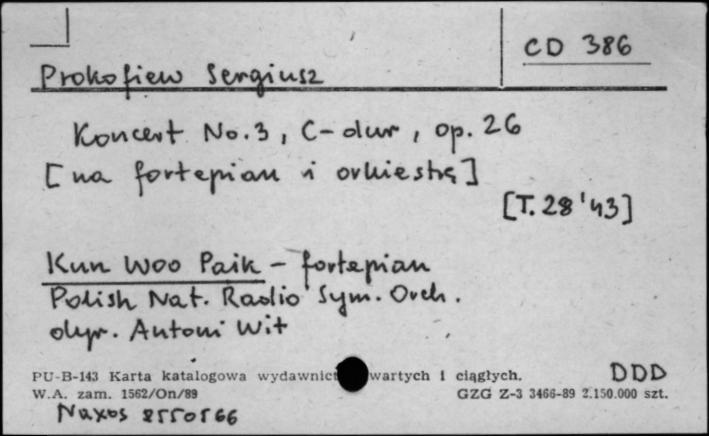 CD 386
Prokofiew Sergiusz
Koncert No.3, C-dur, op. 26
[na fortepian i orkiestrę]
[T. 28'43]
Kun Woo Paik - fortepian
Polish Nat. Radio Sym. Orch.
dyr. Antoni Wit
DDD
PU-B-143 Karta katalogowa wydawnict wartych i ciągłych.
W.A. zam. 1562/On/89 GZG Z-3 3466-89 2.150.000 szt.
Naxos